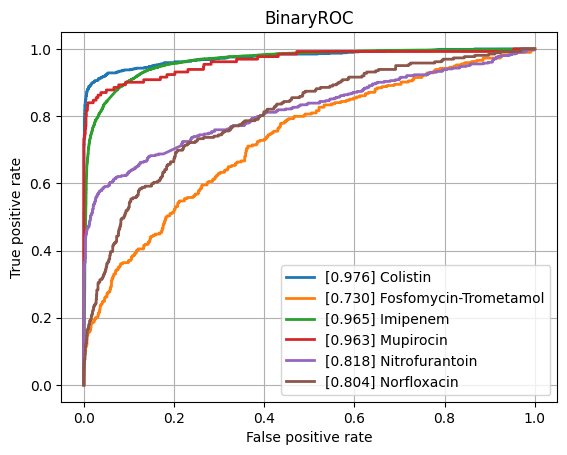 BinaryROC
True positive rate
1.0
0.8
0.6
0.4
0.2
0.0
[0.976] Colistin
[0.730] Fosfomycin-Trometamol
[0.965] Imipenem
[0.963] Mupirocin
[0.818] Nitrofurantoin
[0.804] Norfloxacin
0.0 0.2 0.4 0.6 0.8 1.0
False positive rate